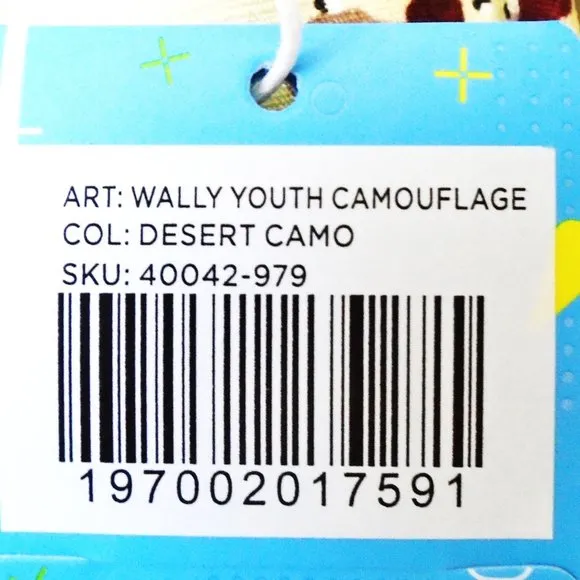 ART: WALLY YOUTH CAMOUFLAGE
COL: DESERT CAMO
SKU: 40042-979
197002017591